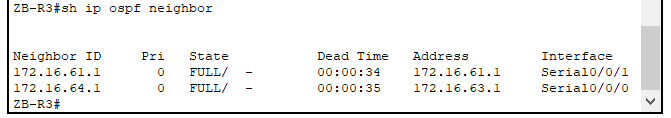 ZB-R3#sh ip ospf neighbor
Neighbor ID     Pri   State           Dead Time   Address         Interface
172.16.61.1       0   FULL/  -        00:00:34    172.16.61.1     Serial0/0/1
172.16.64.1       0   FULL/  -        00:00:35    172.16.63.1     Serial0/0/0
ZB-R3#